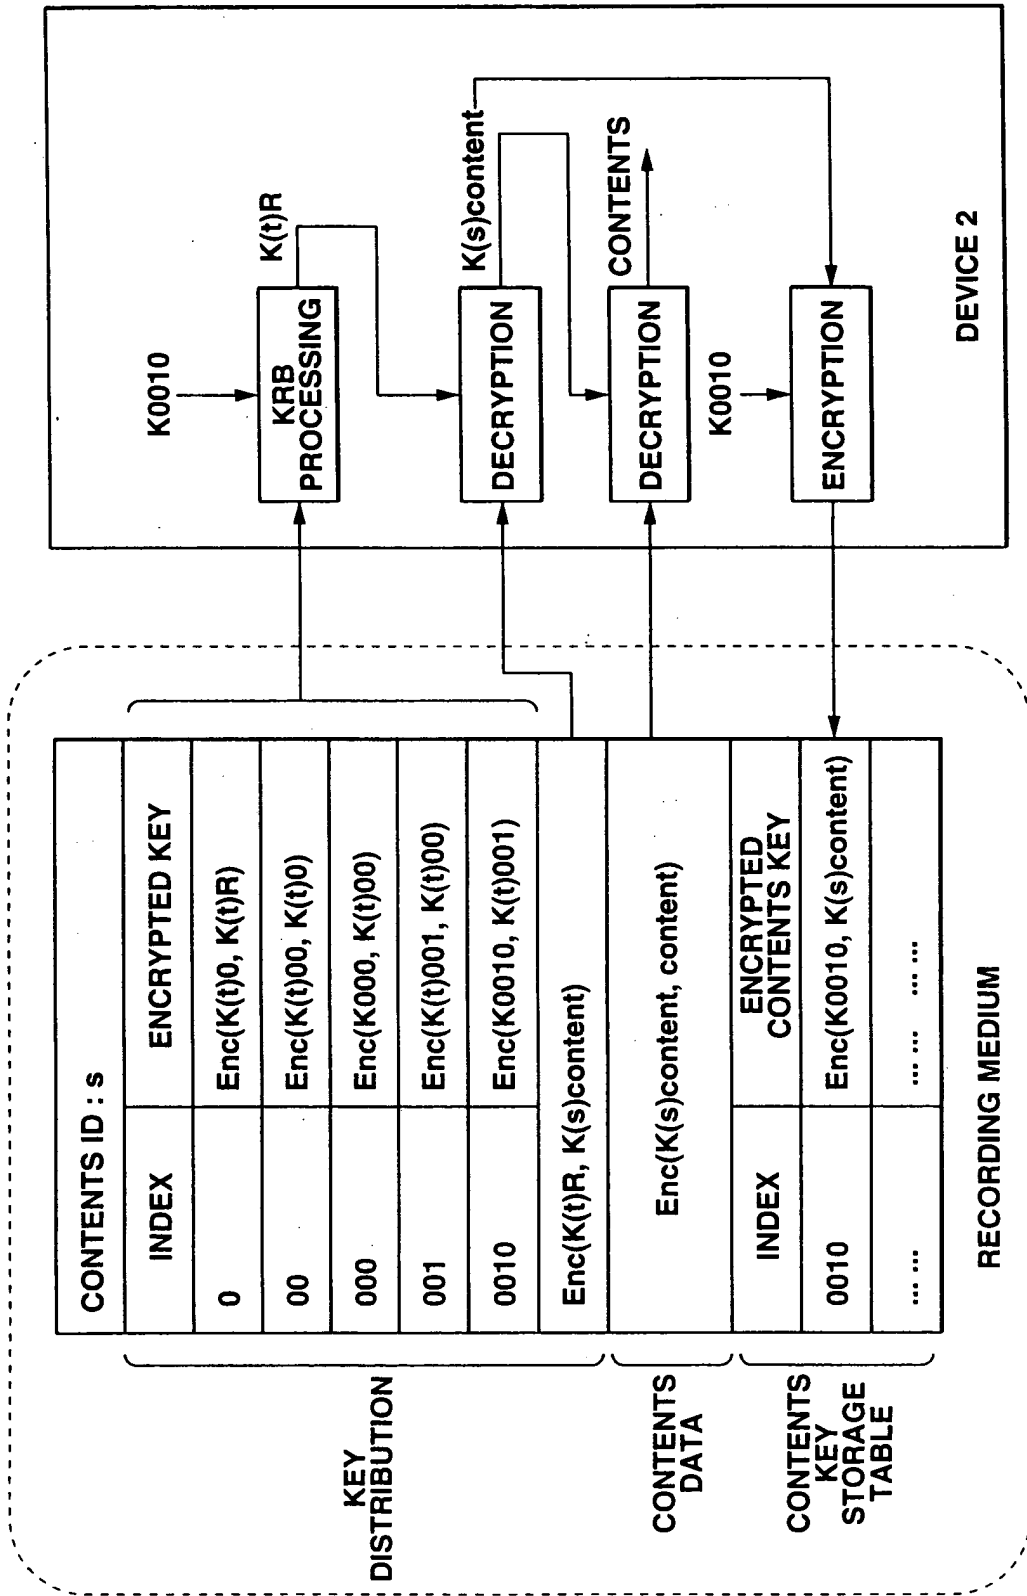 CONTENTS ID : s
INDEX ENCRYPTED KEY
0 Enc(K(t)0, K(t)R)
00 Enc(K(t)00, K(t)0)
000 Enc(K000, K(t)00)
001 Enc(K(t)001, K(t)00)
0010 Enc(K0010, K(t)001)
Enc(K(t)R, K(s)content)
Enc(K(s)content, content)
INDEX
ENCRYPTED
CONTENTS KEY
0010 Enc(K0010, K(s)content)
... ... ... ... ... ...
KEY
DISTRIBUTION
CONTENTS
DATA
CONTENTS
KEY
STORAGE
TABLE
RECORDING MEDIUM
K0010
KRB
PROCESSING
K(t)R
DECRYPTION
K(s)content
DECRYPTION
CONTENTS
K0010
ENCRYPTION
DEVICE 2